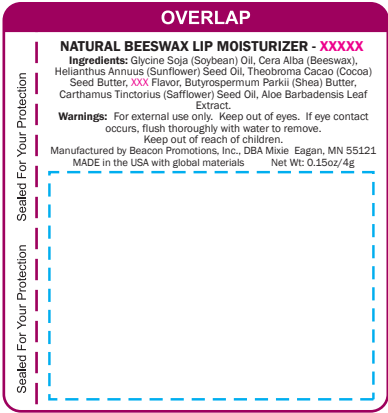 OVERLAP
NATURAL BEESWAX LIP MOISTURIZER - XXXXX
Ingredients: Glycine Soja (Soybean) Oil, Cera Alba (Beeswax),
Helianthus Annuus (Sunflower) Seed Oil, Theobroma Cacao (Cocoa)
Seed Butter, XXX Flavor, Butyrospermum Parkii (Shea) Butter,
Carthamus Tinctorius (Safflower) Seed Oil, Aloe Barbadensis Leaf
Extract.
Warnings: For external use only. Keep out of eyes. If eye contact
occurs, flush thoroughly with water to remove.
Keep out of reach of children.
Manufactured by Beacon Promotions, Inc., DBA Mixie Eagan, MN 55121
MADE in the USA with global materials Net Wt: 0.15oz/4g
Sealed For Your Protection
Sealed For Your Protection